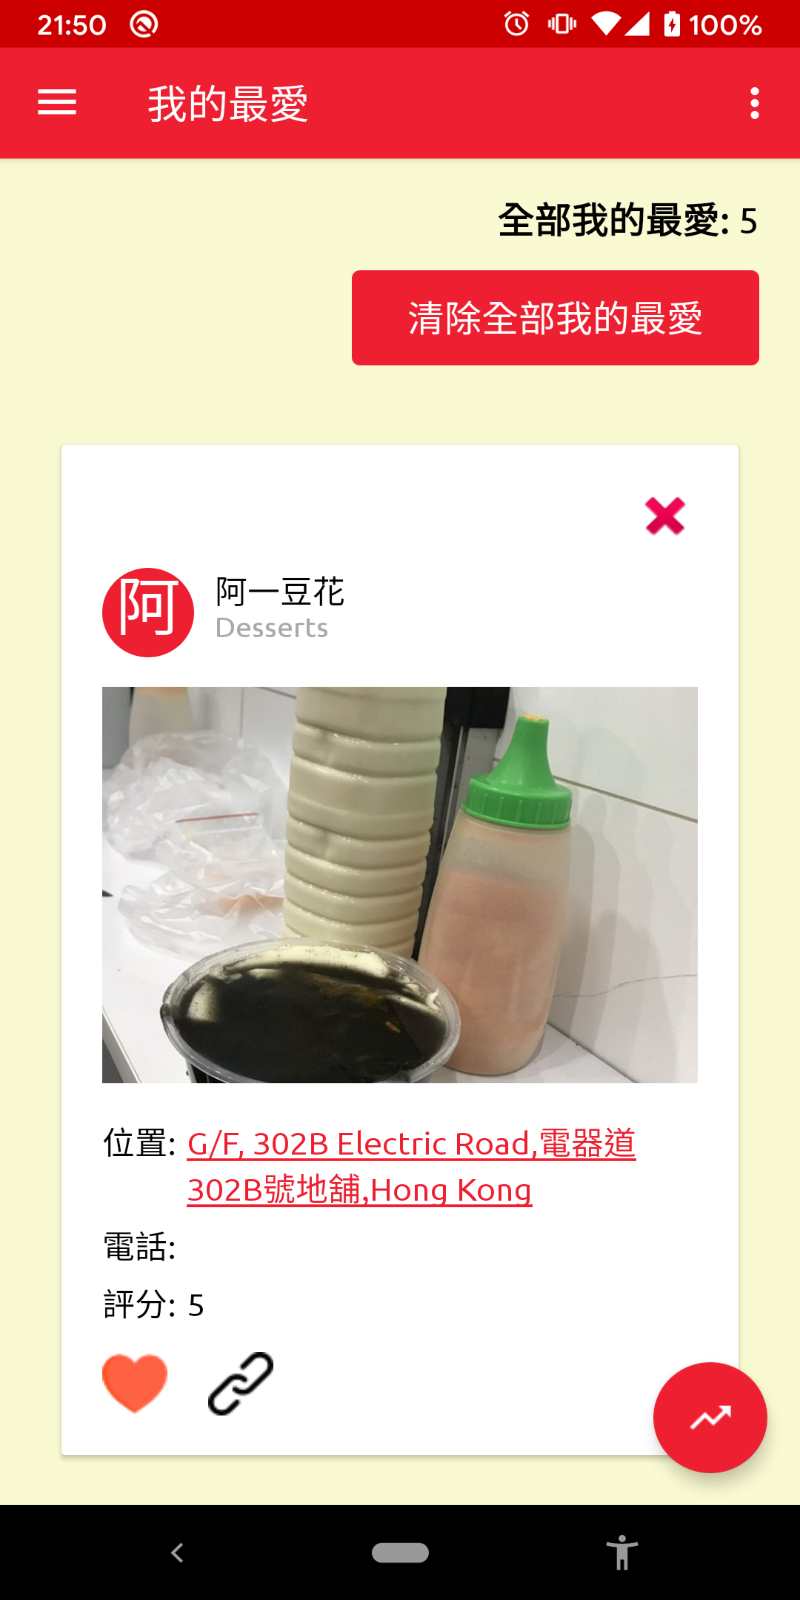 21:50
100%
我的最愛
全部我的最愛: 5
清除全部我的最愛
阿
阿一豆花
Desserts
位置: G/F, 302B Electric Road,電器道
302B號地舖,Hong Kong
電話:
評分: 5